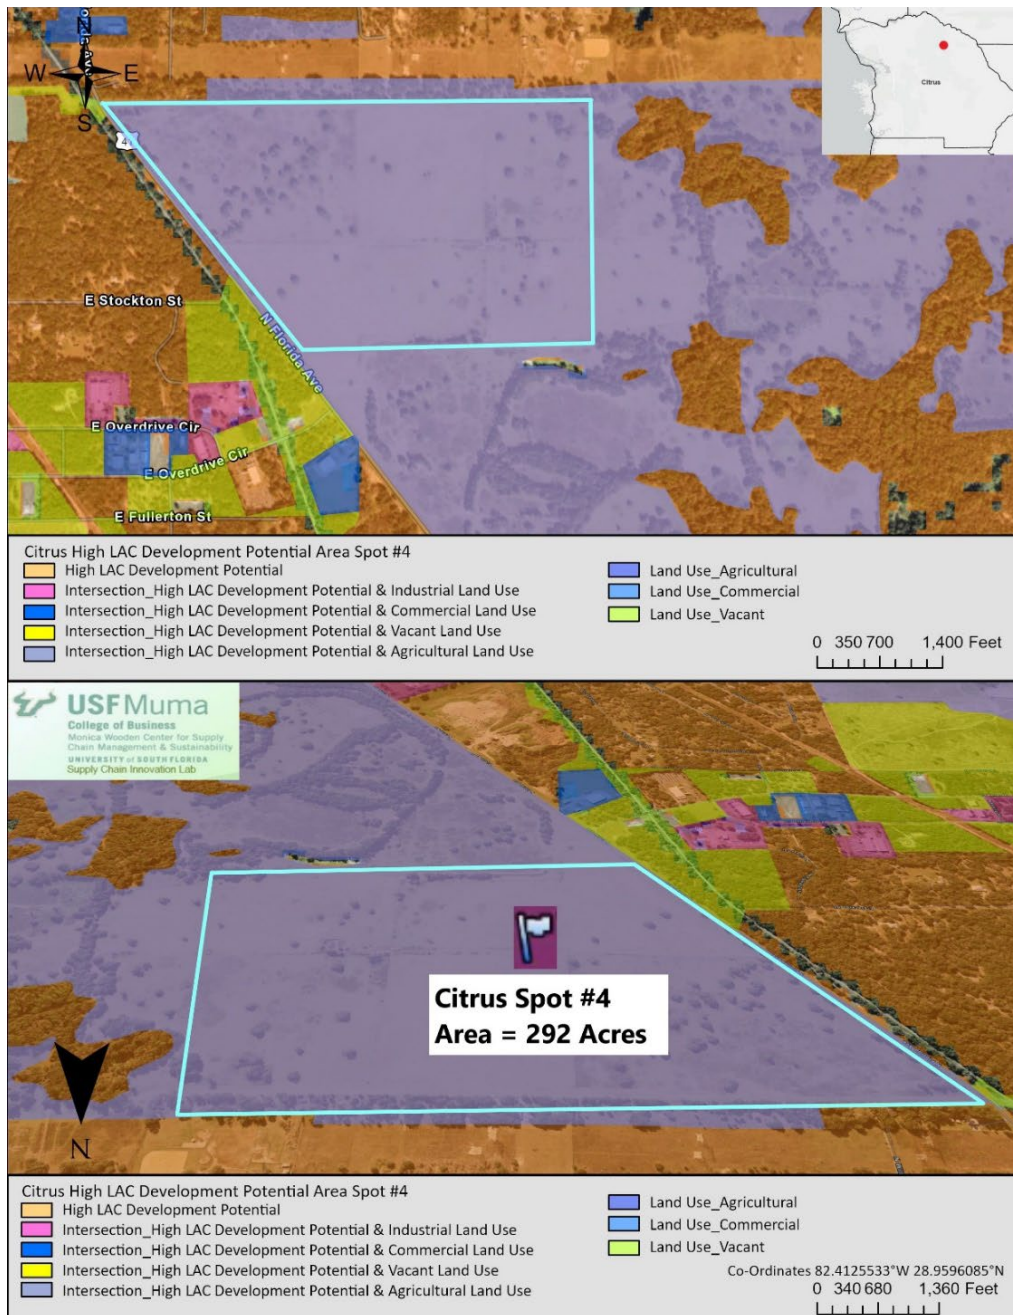 N
W E
S
Citrus
4
E Stockton St
N Florida Ave
E Overdrive Cir
E Overdrive Cir
E Fullerton St
Citrus High LAC Development Potential Area Spot #4
High LAC Development Potential
Intersection_High LAC Development Potential & Industrial Land Use
Intersection_High LAC Development Potential & Commercial Land Use
Intersection_High LAC Development Potential & Vacant Land Use
Intersection_High LAC Development Potential & Agricultural Land Use
Land Use_Agricultural
Land Use_Commercial
Land Use_Vacant
0 350 700 1,400 Feet
USF Muma
College of Business
Monica Wooden Center for Supply
Chain Management & Sustainability
UNIVERSITY of SOUTH FLORIDA
Supply Chain Innovation Lab
Citrus Spot #4
Area = 292 Acres
N
Citrus High LAC Development Potential Area Spot #4
High LAC Development Potential
Intersection_High LAC Development Potential & Industrial Land Use
Intersection_High LAC Development Potential & Commercial Land Use
Intersection_High LAC Development Potential & Vacant Land Use
Intersection_High LAC Development Potential & Agricultural Land Use
Land Use_Agricultural
Land Use_Commercial
Land Use_Vacant
Co-Ordinates 82.4125533°W 28.9596085°N
0 340 680 1,360 Feet